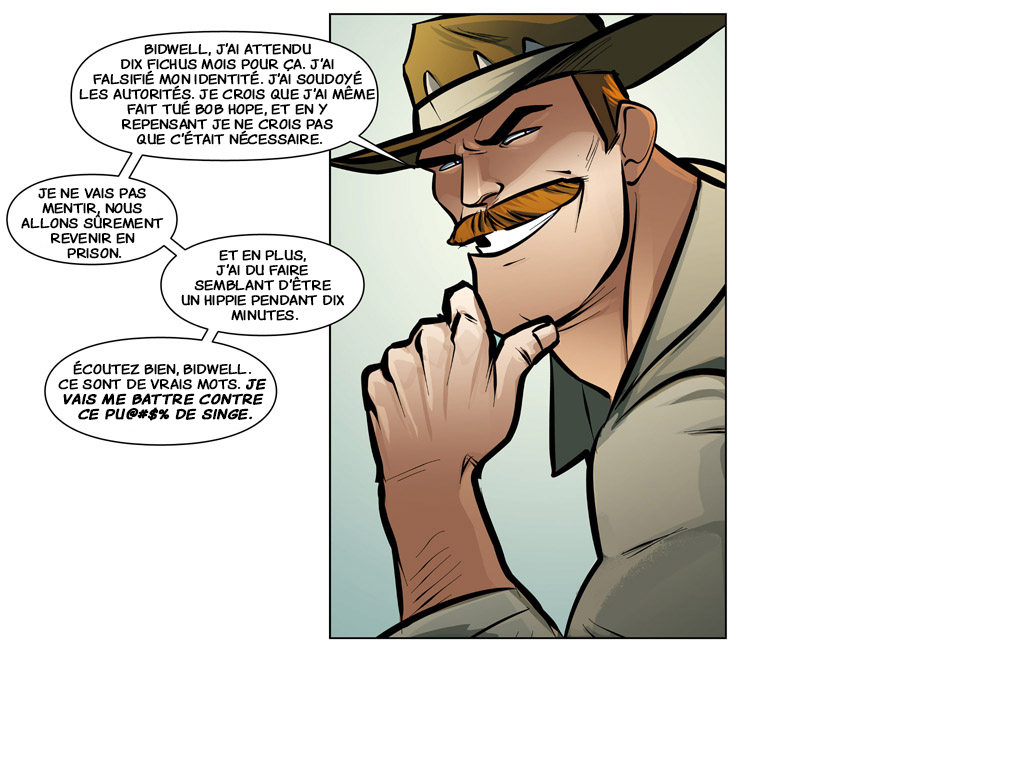 BIDWELL, J'AI ATTENDU
DIX FICHUS MOIS POUR ÇA. J'AI
FALSIFIÉ MON IDENTITÉ. J'AI SOUDOYÉ
LES AUTORITÉS. JE CROIS QUE J'AI MÊME
FAIT TUÉ BOB HOPE, ET EN Y
REPENSANT JE NE CROIS PAS
QUE C'ÉTAIT NÉCESSAIRE.
JE NE VAIS PAS
MENTIR, NOUS
ALLONS SÛREMENT
REVENIR EN
PRISON.
ET EN PLUS,
J'AI DU FAIRE
SEMBLANT D'ÊTRE
UN HIPPIE PENDANT DIX
MINUTES.
ÉCOUTEZ BIEN, BIDWELL.
CE SONT DE VRAIS MOTS. JE
VAIS ME BATTRE CONTRE
CE PU@#$% DE SINGE.